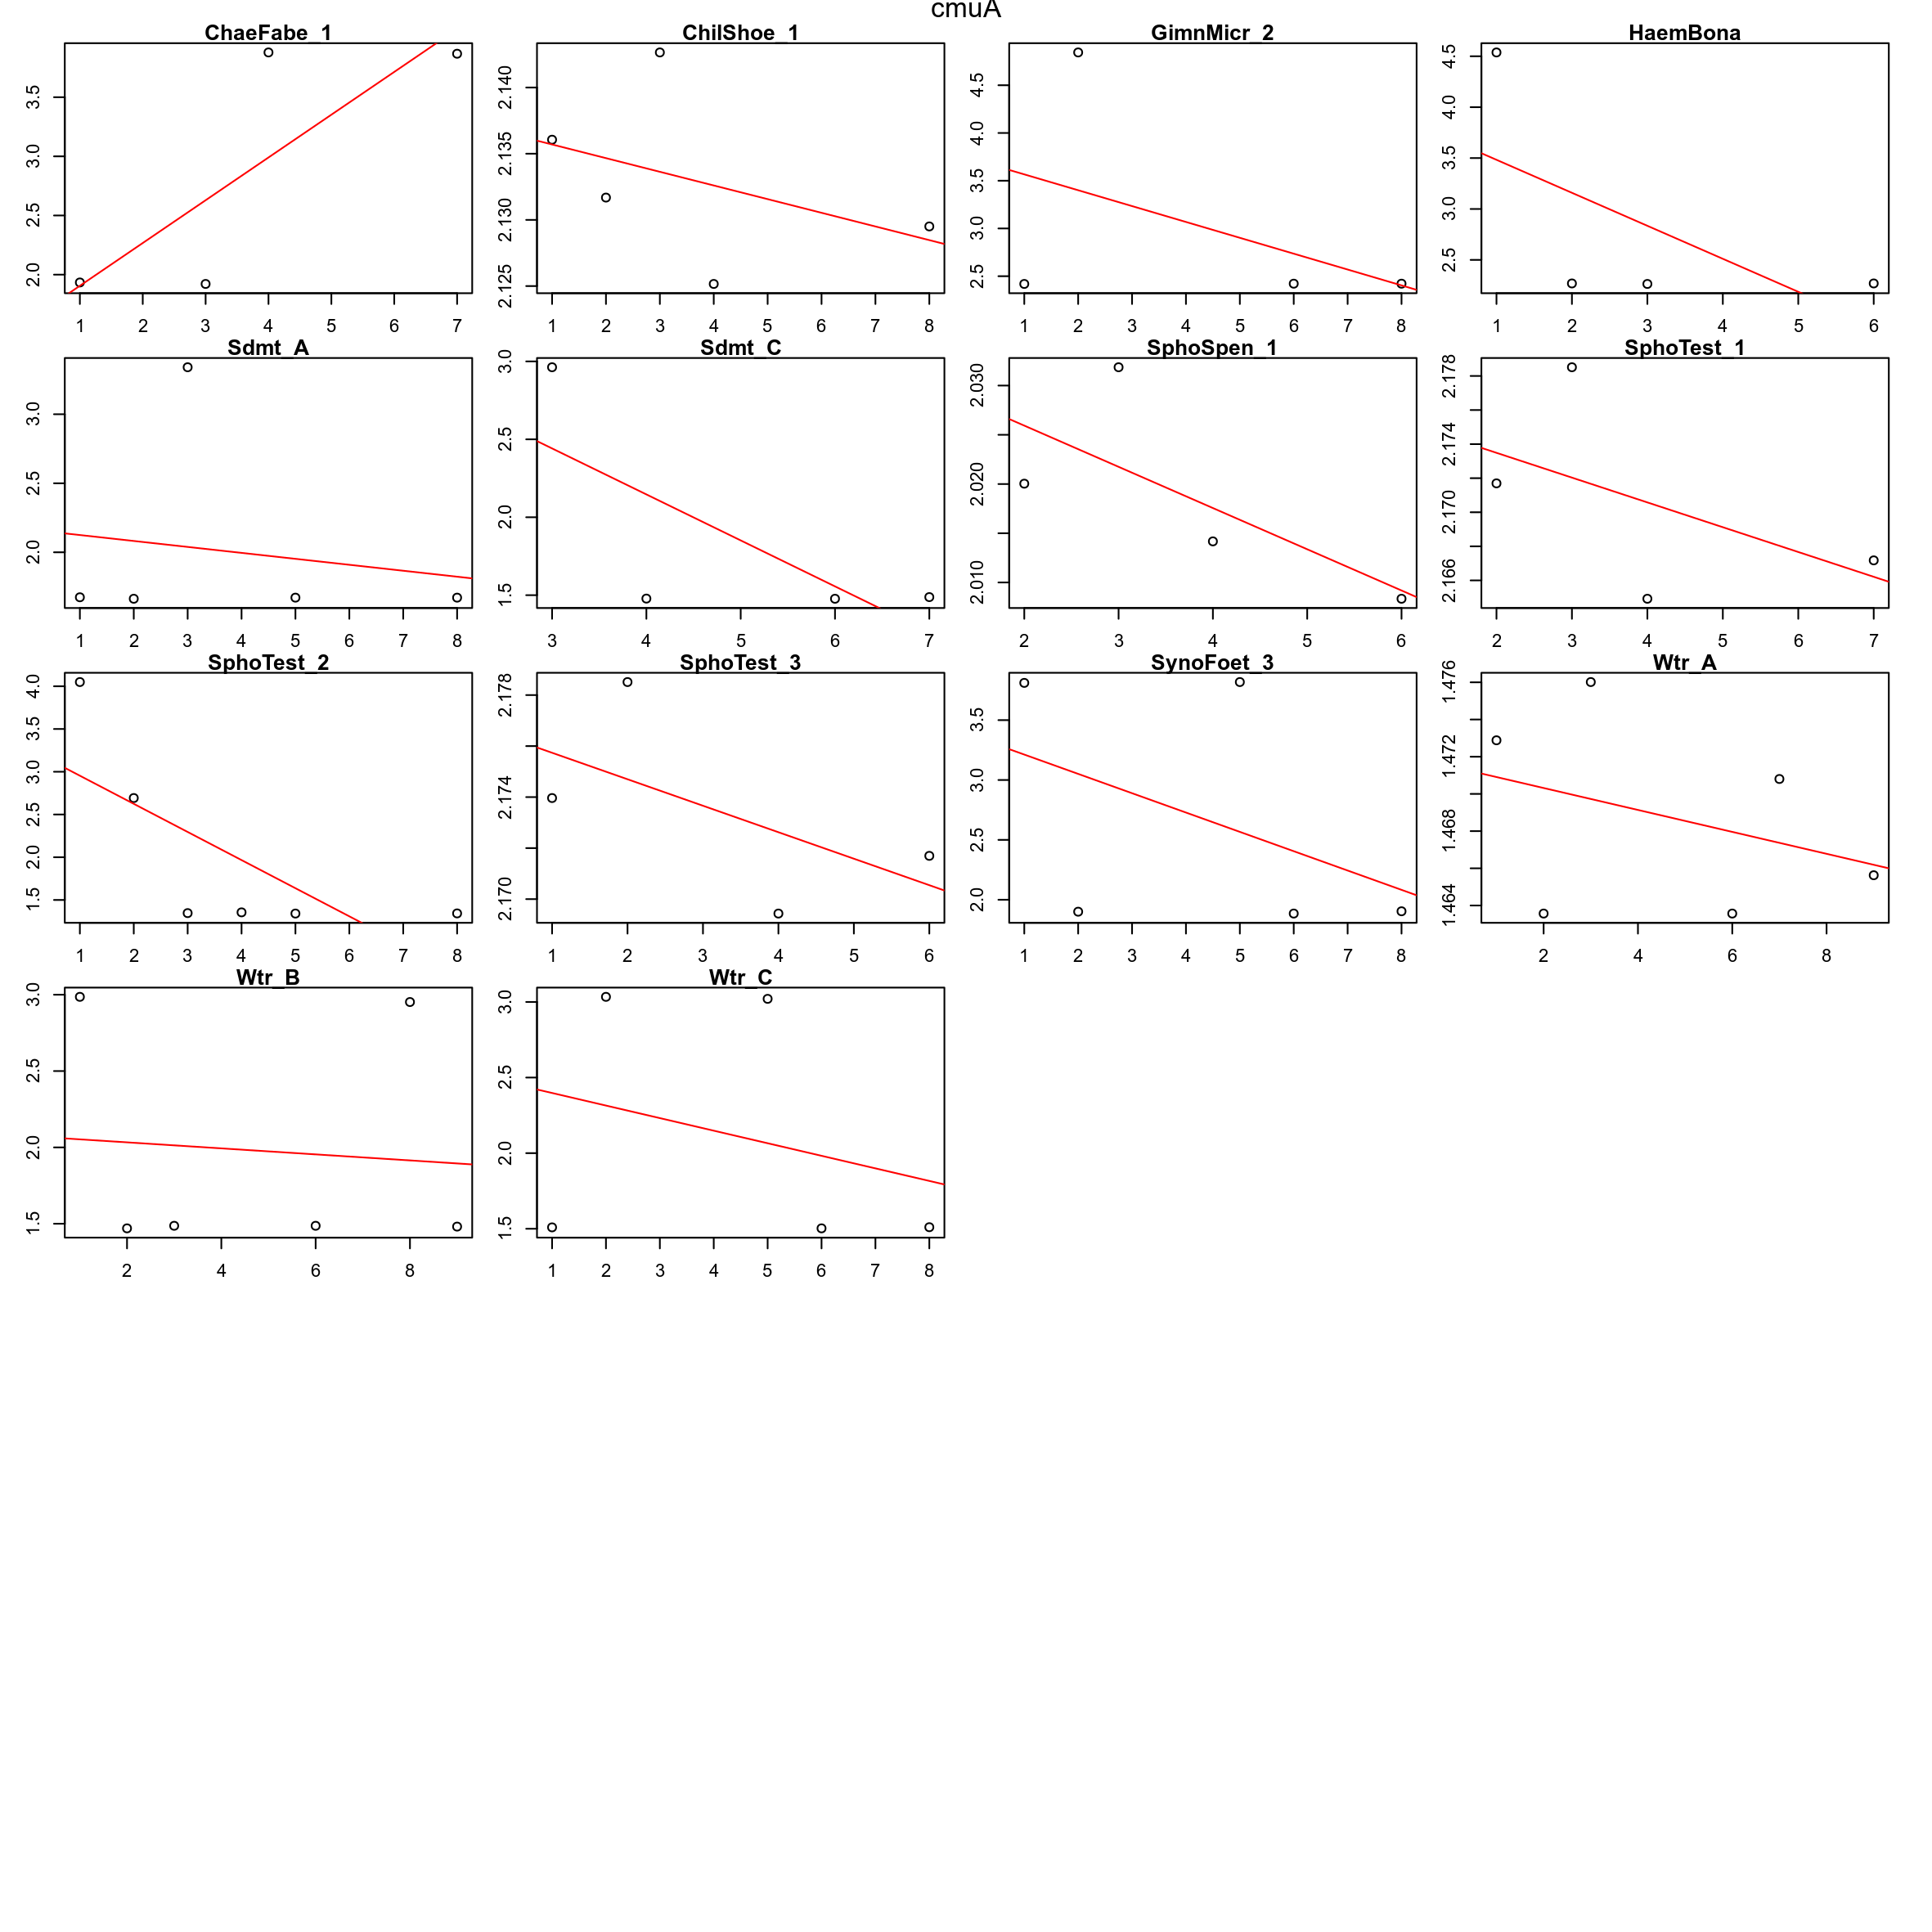 cmuA
ChaeFabe_1 ChilShoe_1 GimnMicr_2 HaemBona
2.0 2.5 3.0 3.5 2.125 2.130 2.135 2.140 2.5 3.0 3.5 4.0 4.5 2.5 3.0 3.5 4.0 4.5
1 2 3 4 5 6 7 1 2 3 4 5 6 7 8 1 2 3 4 5 6 7 8 1 2 3 4 5 6
Sdmt_A Sdmt_C SphoSpen_1 SphoTest_1
2.0 2.5 3.0 1.5 2.0 2.5 3.0 2.010 2.020 2.030 2.166 2.170 2.174 2.178
1 2 3 4 5 6 7 8 3 4 5 6 7 2 3 4 5 6 2 3 4 5 6 7
SphoTest_2 SphoTest_3 SynoFoet_3 Wtr_A
1.5 2.0 2.5 3.0 3.5 4.0 2.170 2.174 2.178 2.0 2.5 3.0 3.5 1.464 1.468 1.472 1.476
1 2 3 4 5 6 7 8 1 2 3 4 5 6 1 2 3 4 5 6 7 8 2 4 6 8
Wtr_B Wtr_C
1.5 2.0 2.5 3.0 1.5 2.0 2.5 3.0
2 4 6 8 1 2 3 4 5 6 7 8